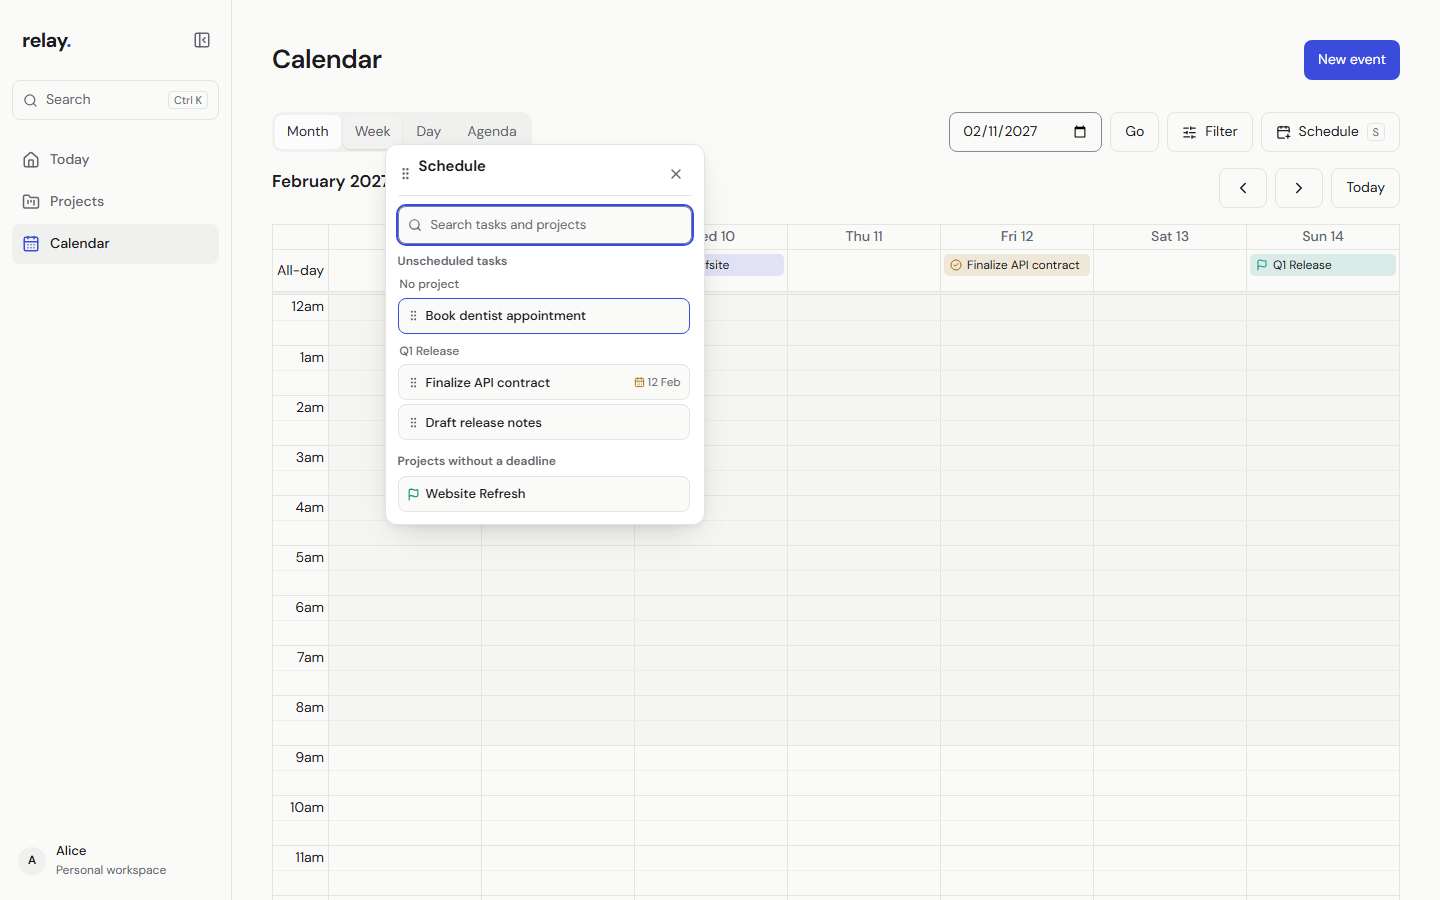 relay.
Search
Ctrl K
Today
Projects
Calendar
A
Alice
Personal workspace
Calendar
New event
Month
Week
Day
Agenda
02/11/2027
Go
Filter
Schedule
S
February 2027
Today
Thu 11
Fri 12
Sat 13
Sun 14
All-day
Finalize API contract
Q1 Release
12am
1am
2am
3am
4am
5am
6am
7am
8am
9am
10am
11am
Schedule
Search tasks and projects
Unscheduled tasks
No project
Book dentist appointment
Q1 Release
Finalize API contract
12 Feb
Draft release notes
Projects without a deadline
Website Refresh